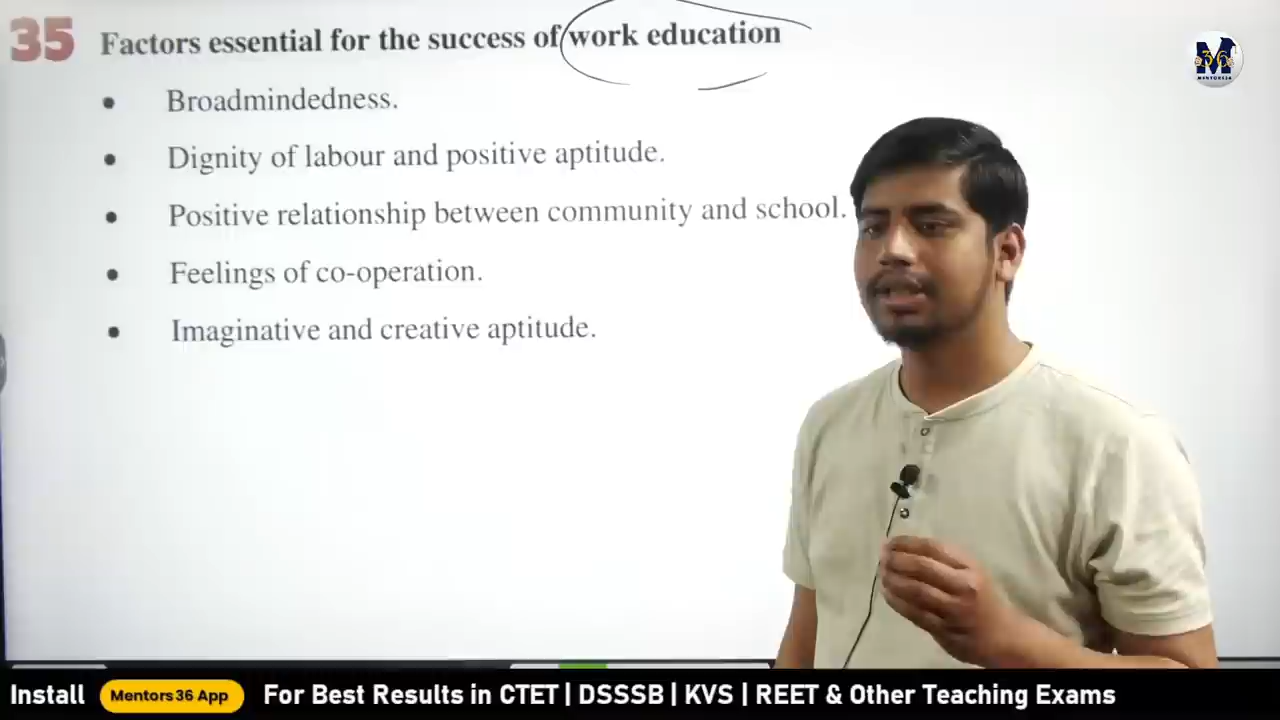 35 Factors essential for the success of work education
• Broadmindedness.
• Dignity of labour and positive aptitude.
• Positive relationship between community and school.
• Feelings of co-operation.
• Imaginative and creative aptitude.
M
36
MENTORS36
Install Mentors36 App For Best Results in CTET | DSSSB | KVS | REET & Other Teaching Exams